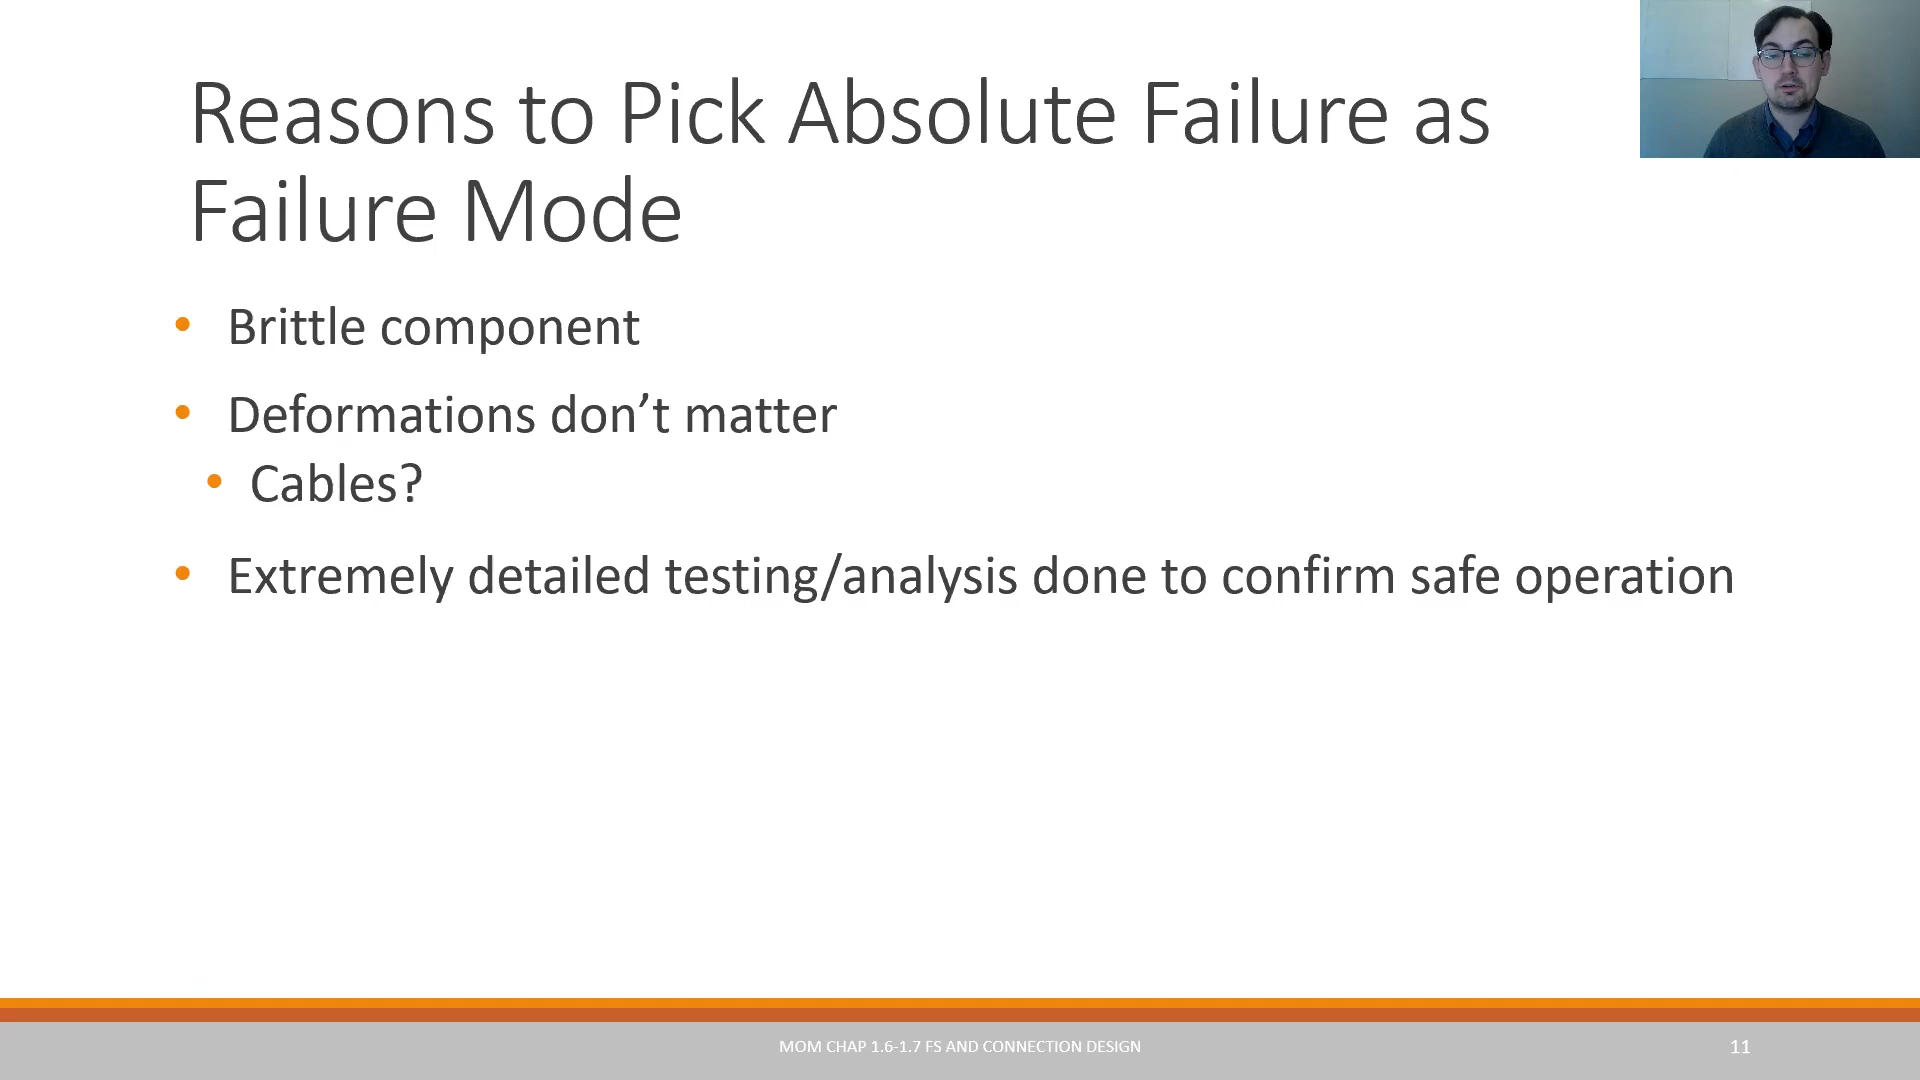 Reasons to Pick Absolute Failure as
Failure Mode
• Brittle component
• Deformations don’t matter
• Cables?
• Extremely detailed testing/analysis done to confirm safe operation
MOM CHAP 1.6-1.7 FS AND CONNECTION DESIGN
11